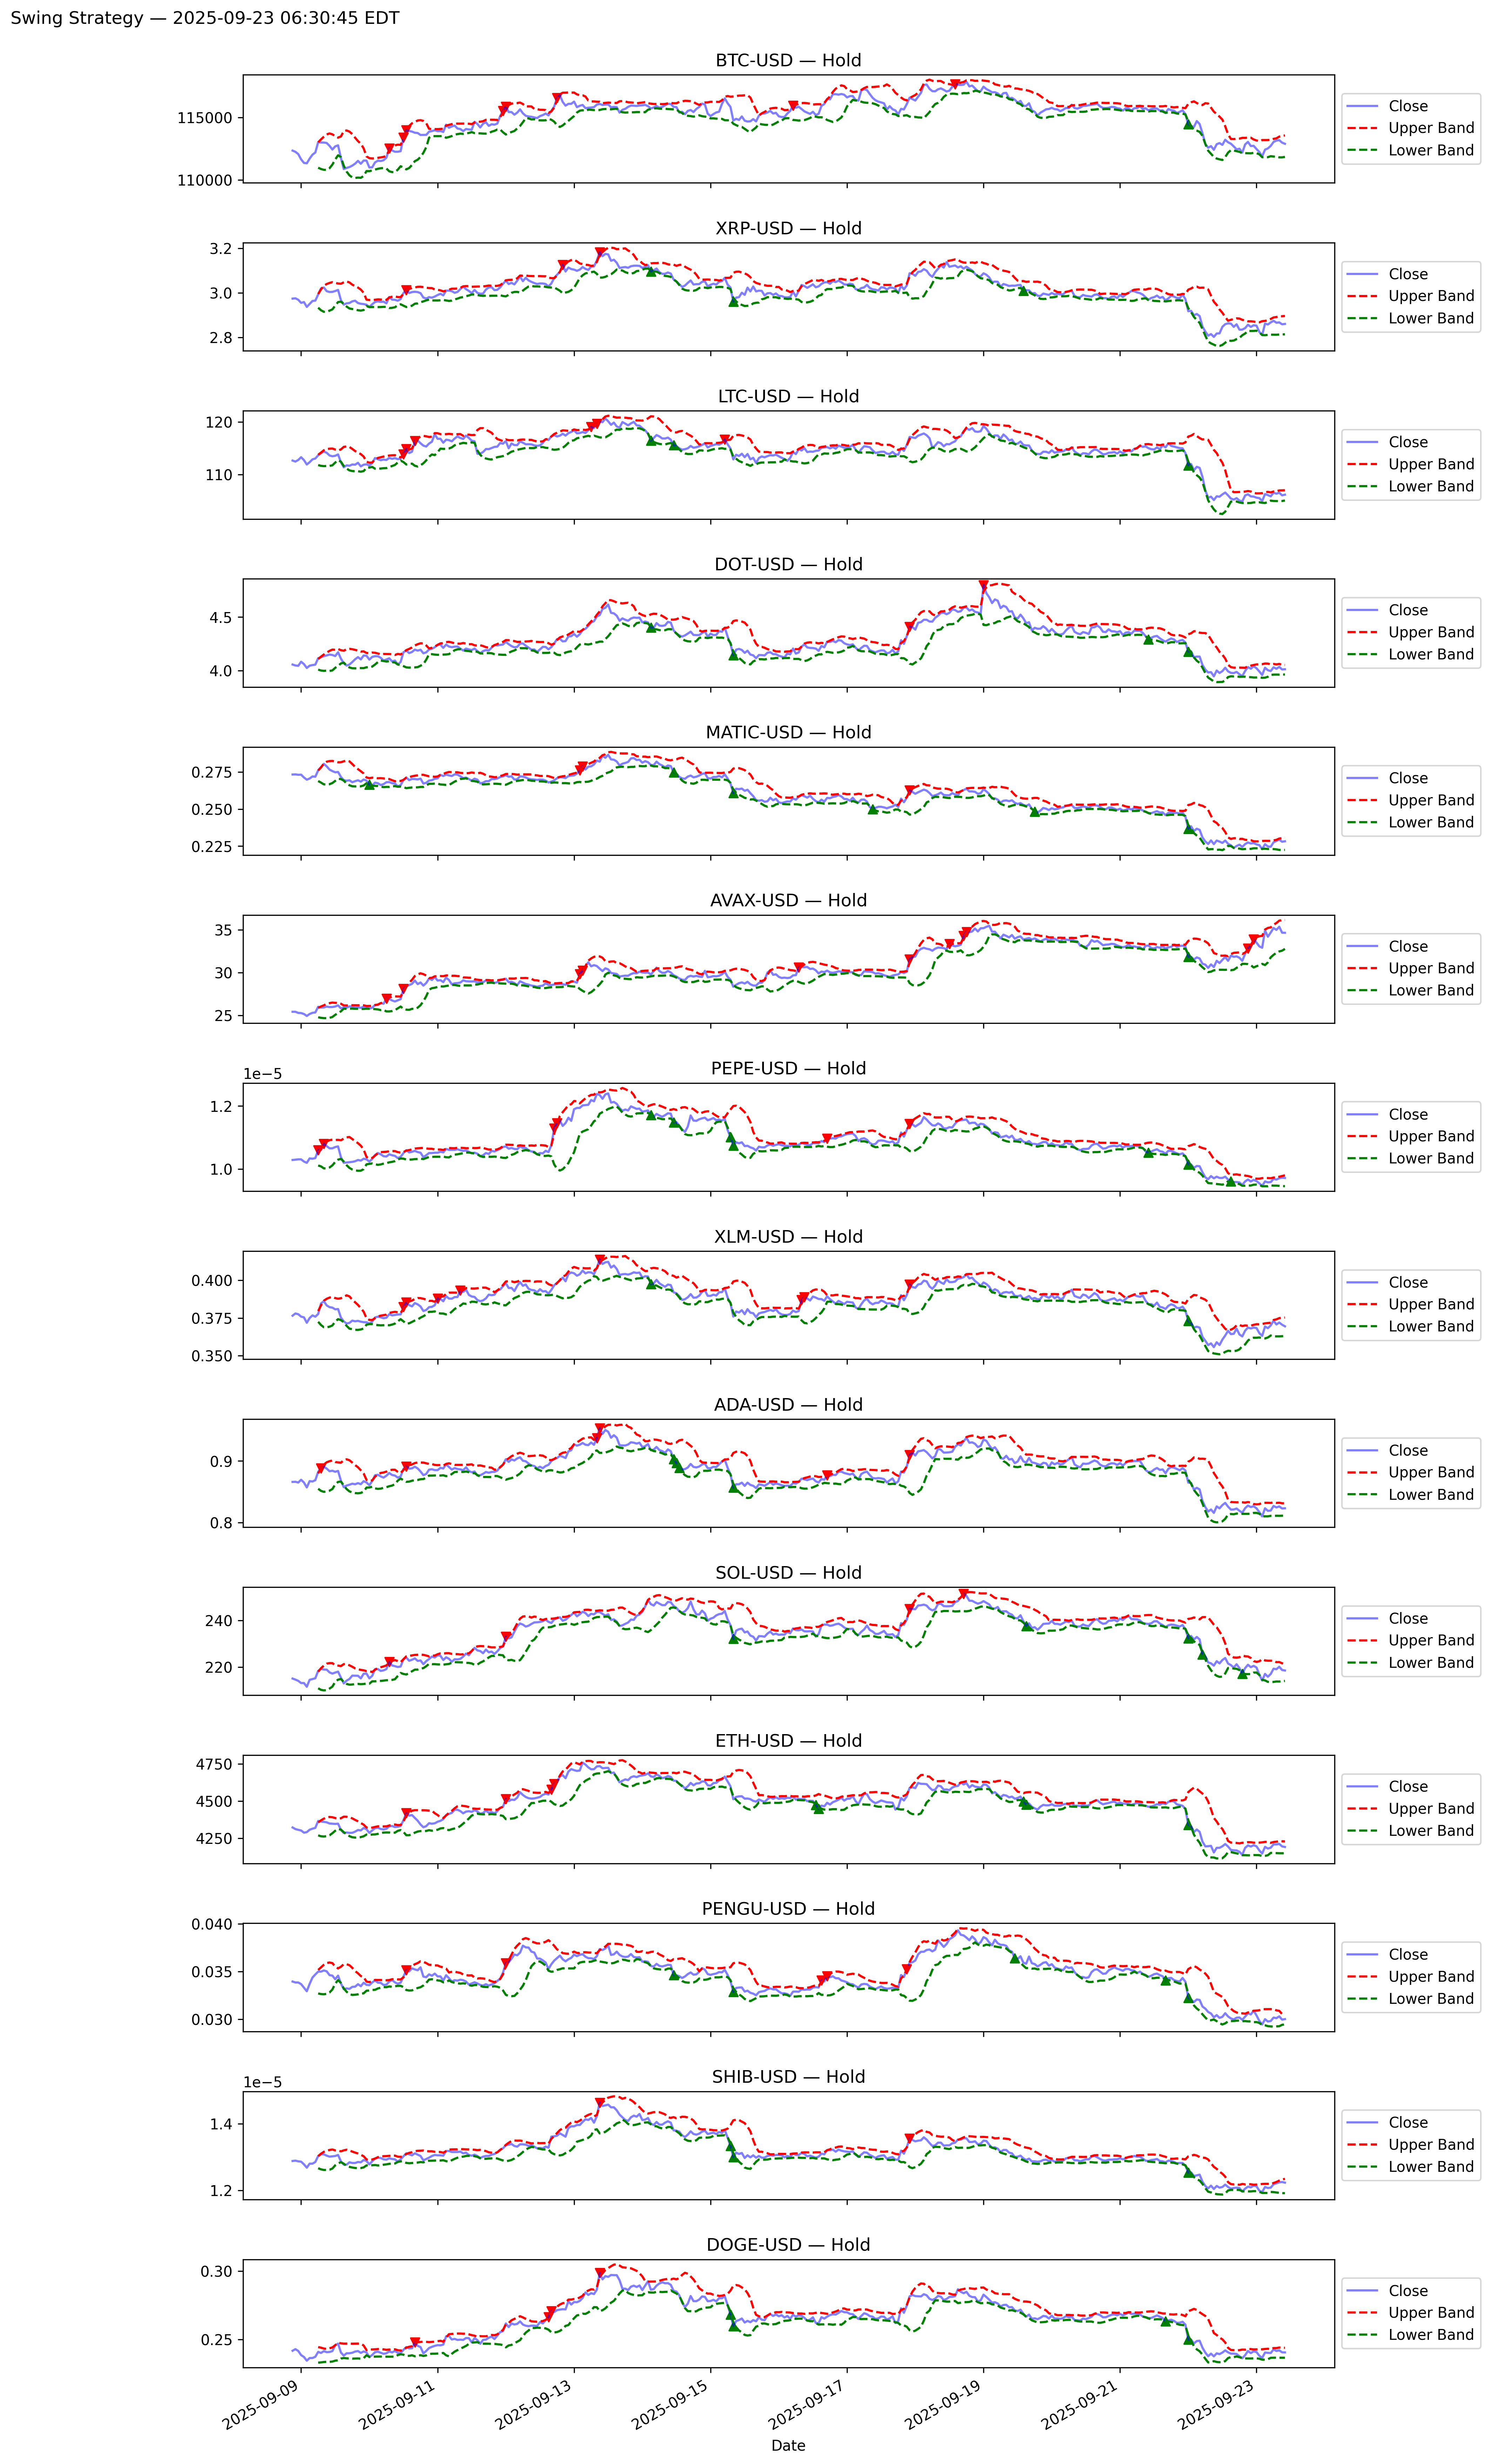 Swing Strategy — 2025-09-23 06:30:45 EDT
BTC-USD — Hold
115000
110000
Close
Upper Band
Lower Band
XRP-USD — Hold
3.2
3.0
2.8
Close
Upper Band
Lower Band
LTC-USD — Hold
120
110
Close
Upper Band
Lower Band
DOT-USD — Hold
4.5
4.0
Close
Upper Band
Lower Band
MATIC-USD — Hold
0.275
0.250
0.225
Close
Upper Band
Lower Band
AVAX-USD — Hold
35
30
25
Close
Upper Band
Lower Band
PEPE-USD — Hold
1e−5
1.2
1.0
Close
Upper Band
Lower Band
XLM-USD — Hold
0.400
0.375
0.350
Close
Upper Band
Lower Band
ADA-USD — Hold
0.9
0.8
Close
Upper Band
Lower Band
SOL-USD — Hold
240
220
Close
Upper Band
Lower Band
ETH-USD — Hold
4750
4500
4250
Close
Upper Band
Lower Band
PENGU-USD — Hold
0.040
0.035
0.030
Close
Upper Band
Lower Band
SHIB-USD — Hold
1e−5
1.4
1.2
Close
Upper Band
Lower Band
DOGE-USD — Hold
0.30
0.25
Close
Upper Band
Lower Band
2025-09-09
2025-09-11
2025-09-13
2025-09-15
2025-09-17
2025-09-19
2025-09-21
2025-09-23
Date